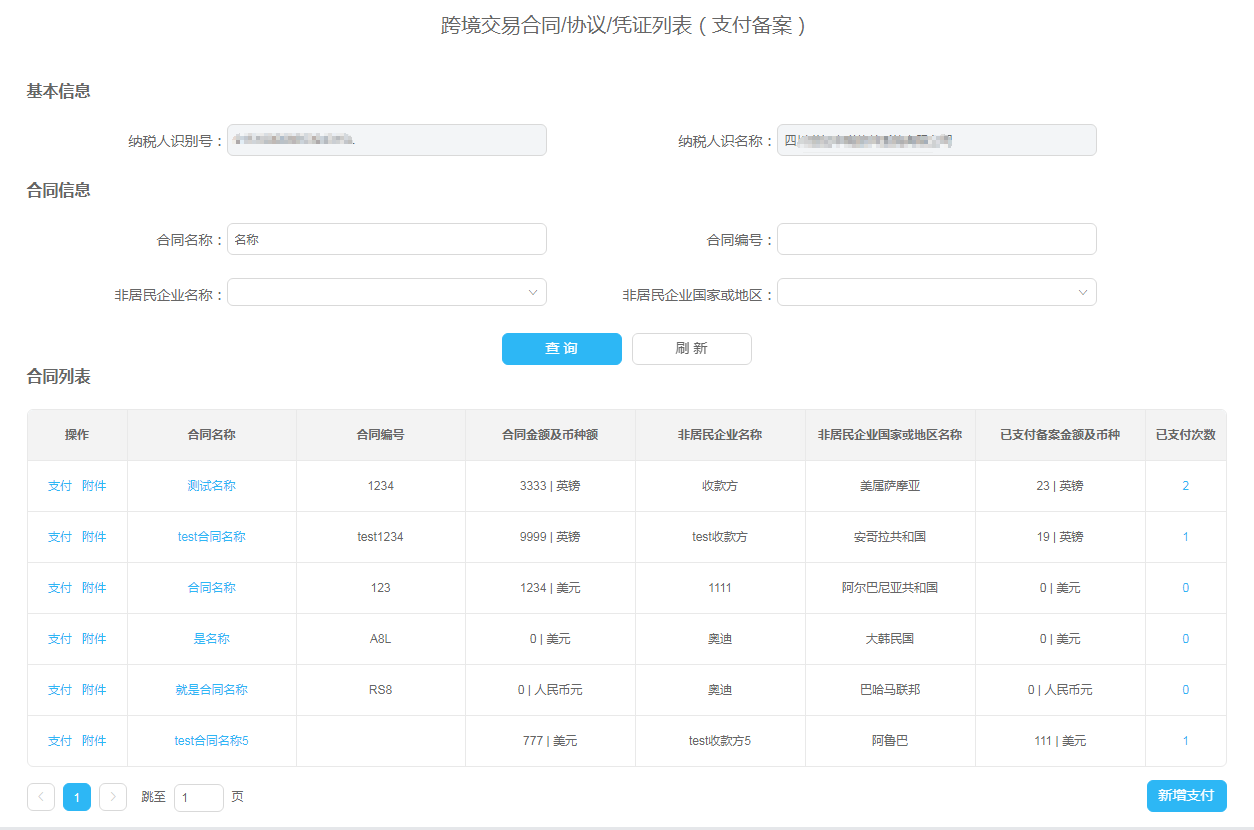 跨境交易合同/协议/凭证列表（支付备案）
基本信息
纳税人识别号： 纳税人识名称： 四
合同信息
合同名称： 名称 合同编号：
非居民企业名称： 非居民企业国家或地区：
查 询 刷 新
合同列表
操作 合同名称 合同编号 合同金额及币种额 非居民企业名称 非居民企业国家或地区名称 已支付备案金额及币种 已支付次数
支付 附件 测试名称 1234 3333 | 英镑 收款方 美属萨摩亚 23 | 英镑 2
支付 附件 test合同名称 test1234 9999 | 英镑 test收款方 安哥拉共和国 19 | 英镑 1
支付 附件 合同名称 123 1234 | 美元 1111 阿尔巴尼亚共和国 0 | 美元 0
支付 附件 是名称 A8L 0 | 美元 奥迪 大韩民国 0 | 美元 0
支付 附件 就是合同名称 RS8 0 | 人民币元 奥迪 巴哈马联邦 0 | 人民币元 0
支付 附件 test合同名称5 777 | 美元 test收款方5 阿鲁巴 111 | 美元 1
< 1 > 跳至 1 页 新增支付